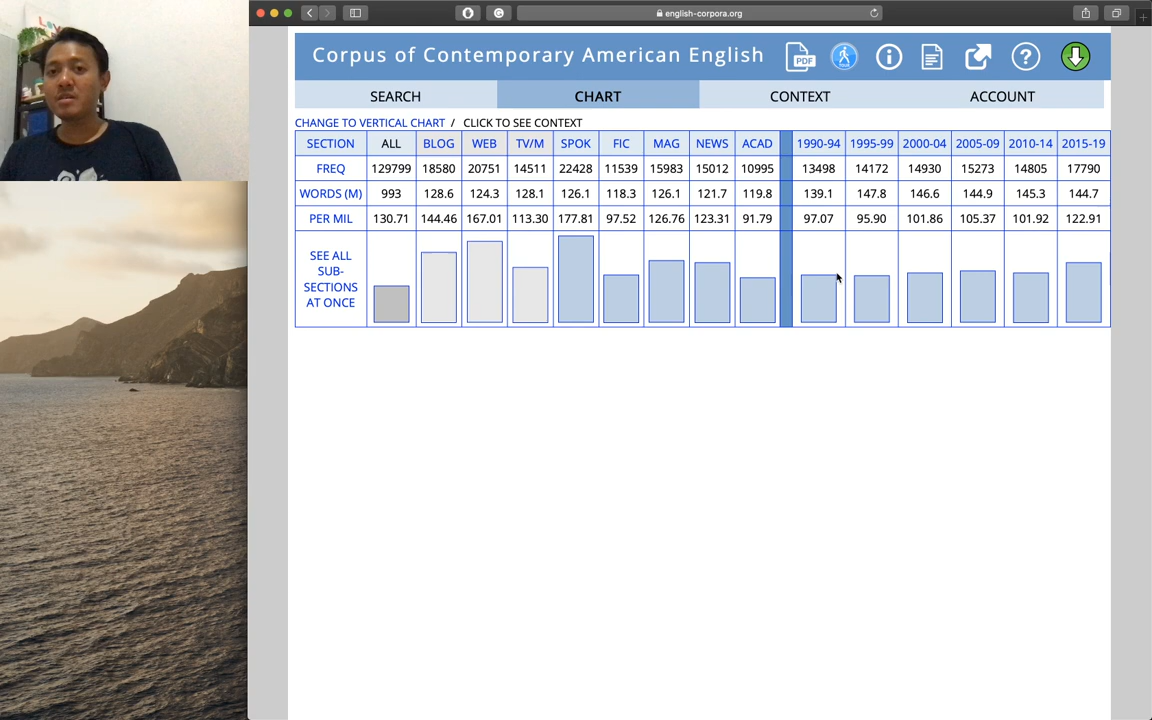 english-corpora.org
Corpus of Contemporary American English
PDF
SEARCH CHART CONTEXT ACCOUNT
CHANGE TO VERTICAL CHART / CLICK TO SEE CONTEXT
SECTION ALL BLOG WEB TV/M SPOK FIC MAG NEWS ACAD 1990-94 1995-99 2000-04 2005-09 2010-14 2015-19
FREQ 129799 18580 20751 14511 22428 11539 15983 15012 10995 13498 14172 14930 15273 14805 17790
WORDS (M) 993 128.6 124.3 128.1 126.1 118.3 126.1 121.7 119.8 139.1 147.8 146.6 144.9 145.3 144.7
PER MIL 130.71 144.46 167.01 113.30 177.81 97.52 126.76 123.31 91.79 97.07 95.90 101.86 105.37 101.92 122.91
SEE ALL
SUB-
SECTIONS
AT ONCE